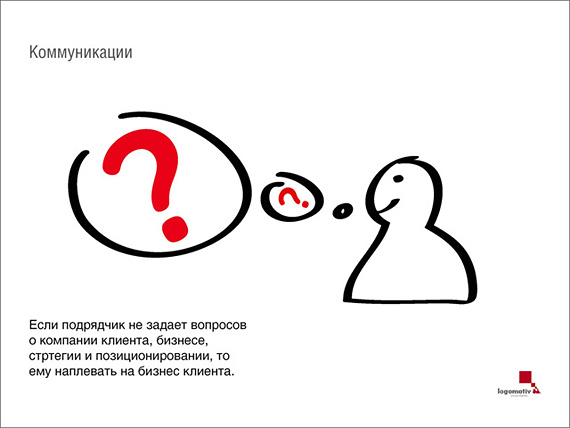 Коммуникации
?
?
Если подрядчик не задает вопросов
о компании клиента, бизнесе,
стртегии и позиционировании, то
ему наплевать на бизнес клиента.
logomotiv